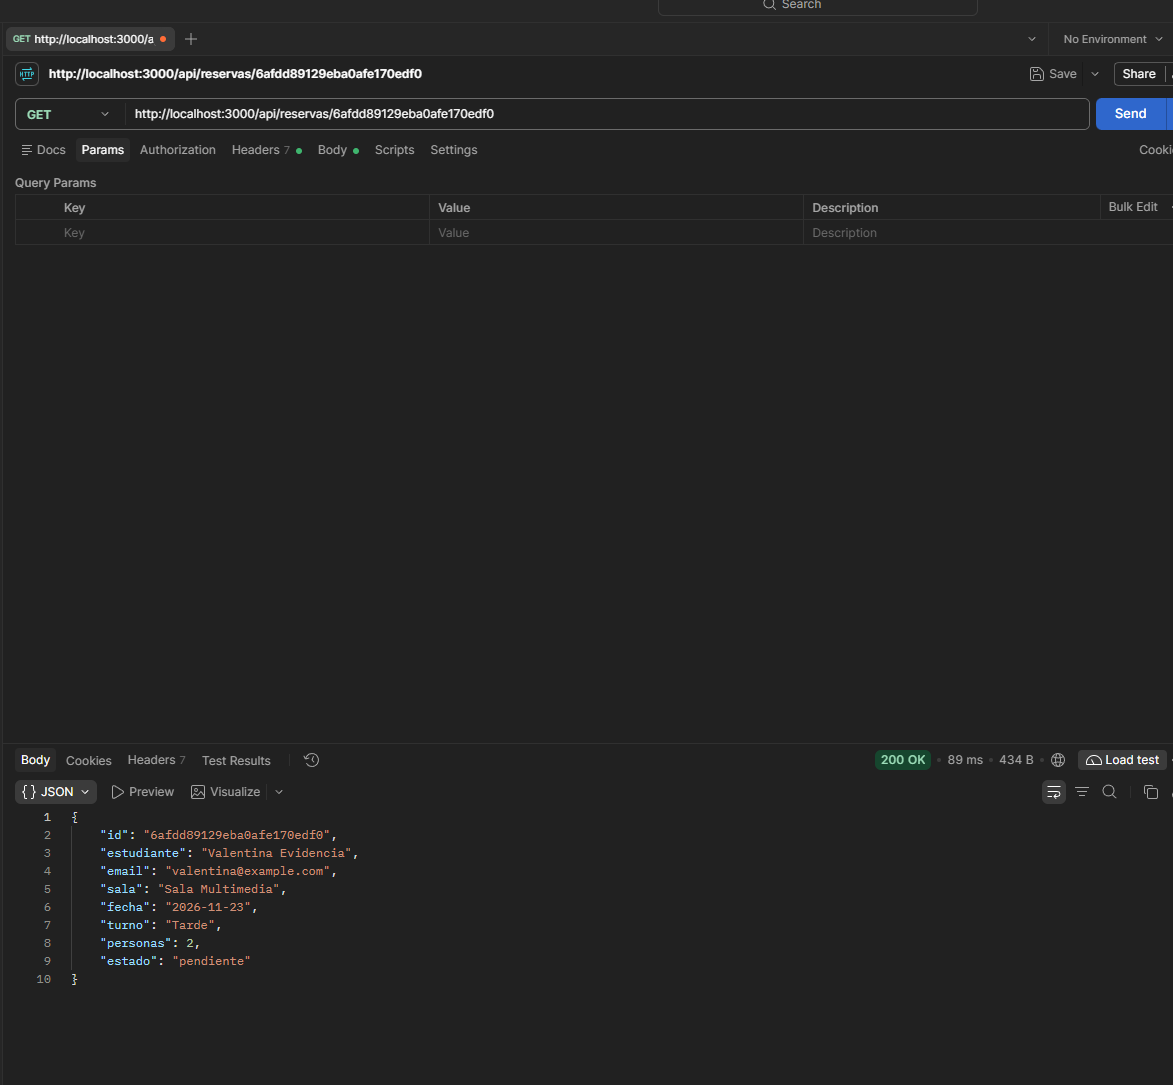 Search
GET http://localhost:3000/a
No Environment
HTTP http://localhost:3000/api/reservas/6afdd89129eba0afe170edf0 Save Share
GET http://localhost:3000/api/reservas/6afdd89129eba0afe170edf0 Send
Docs Params Authorization Headers 7 Body Scripts Settings Cooki
Query Params
Key Value Description Bulk Edit
Key Value Description
Body Cookies Headers 7 Test Results 200 OK 89 ms 434 B Load test
{} JSON Preview Visualize
1 {
2 "id": "6afdd89129eba0afe170edf0",
3 "estudiante": "Valentina Evidencia",
4 "email": "valentina@example.com",
5 "sala": "Sala Multimedia",
6 "fecha": "2026-11-23",
7 "turno": "Tarde",
8 "personas": 2,
9 "estado": "pendiente"
10 }